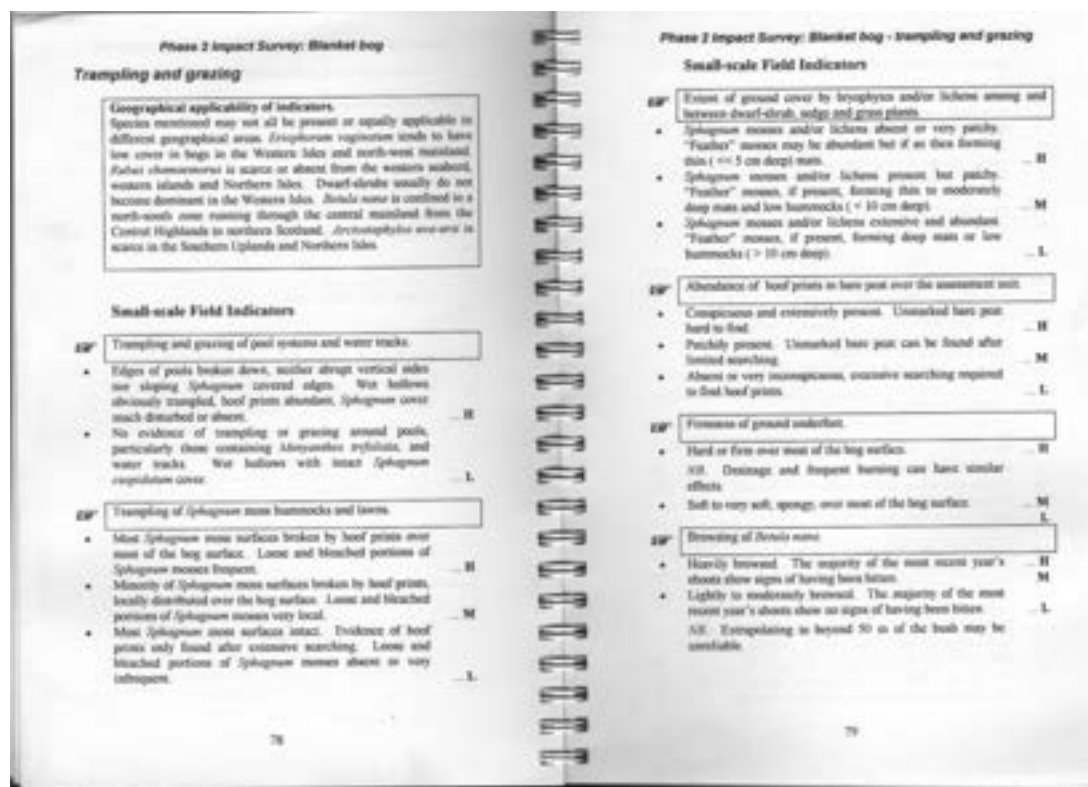 Phase 2 Impact Survey: Blanket bog
Trampling and grazing
Geographical applicability of indicators.
Species mentioned may not all be present or equally applicable in
different geographical areas. Eriophorum vaginatum tends to have
low cover in bogs in the Western Isles and north-west mainland.
Rubus chamaemorus is scarce or absent from the western seabord,
western islands and Northern Isles. Dwarf-shrubs usually do not
become dominant in the Western Isles. Betula nana is confined to a
north-south zone running through the central mainland from the
Central Highlands to northern Scotland. Arctostaphylos uva-ursi is
scarce in the Southern Uplands and Northern Isles.
Small-scale Field Indicators
Trampling and grazing of pool systems and water tracks.
• Edges of pools broken down, neither abrupt vertical sides
nor sloping Sphagnum covered edges. Wet hollows
obviously trampled, hoof prints abundant, Sphagnum cover
much disturbed or absent. ... H
• No evidence of trampling or grazing around pools,
particularly those containing Menyanthes trifoliata, and
water tracks. Wet hollows with intact Sphagnum
cuspidatum cover. ... L
Trampling of Sphagnum moss hummocks and lawns.
• Most Sphagnum moss surfaces broken by hoof prints over
most of the bog surface. Loose and bleached portions of
Sphagnum mosses frequent. ... H
• Minority of Sphagnum moss surfaces broken by hoof prints,
locally distributed over the bog surface. Loose and bleached
portions of Sphagnum mosses very local. ... M
• Most Sphagnum moss surfaces intact. Evidence of hoof
prints only found after extensive searching. Loose and
bleached portions of Sphagnum mosses absent or very
infrequent. ... L
78
Phase 2 Impact Survey: Blanket bog - trampling and grazing
Small-scale Field Indicators
Extent of ground cover by bryophytes and/or lichens among and
between dwarf-shrub, sedge and grass plants.
• Sphagnum mosses and/or lichens absent or very patchy.
"Feather" mosses may be abundant but if so then forming
thin ( << 5 cm deep) mats. ... H
• Sphagnum mosses and/or lichens present but patchy.
"Feather" mosses, if present, forming thin to moderately
deep mats and low hummocks ( < 10 cm deep). ... M
• Sphagnum mosses and/or lichens extensive and abundant.
"Feather" mosses, if present, forming deep mats or low
hummocks ( > 10 cm deep). ... L
Abundance of hoof prints in bare peat over the assessment unit.
• Conspicuous and extensively present. Unmarked bare peat
hard to find. ... H
• Patchily present. Unmarked bare peat can be found after
limited searching. ... M
• Absent or very inconspicuous, extensive searching required
to find hoof prints. ... L
Firmness of ground underfoot.
• Hard or firm over most of the bog surface. ... H
NB. Drainage and frequent burning can have similar
effects.
• Soft to very soft, spongy, over most of the bog surface. ... M
L
Browsing of Betula nana.
• Heavily browsed. The majority of the most recent year's ... H
shoots show signs of having been bitten. M
• Lightly to moderately browsed. The majority of the most
recent year's shoots show no signs of having been bitten. ... L
NB. Extrapolating to beyond 50 m of the bush may be
unreliable.
79